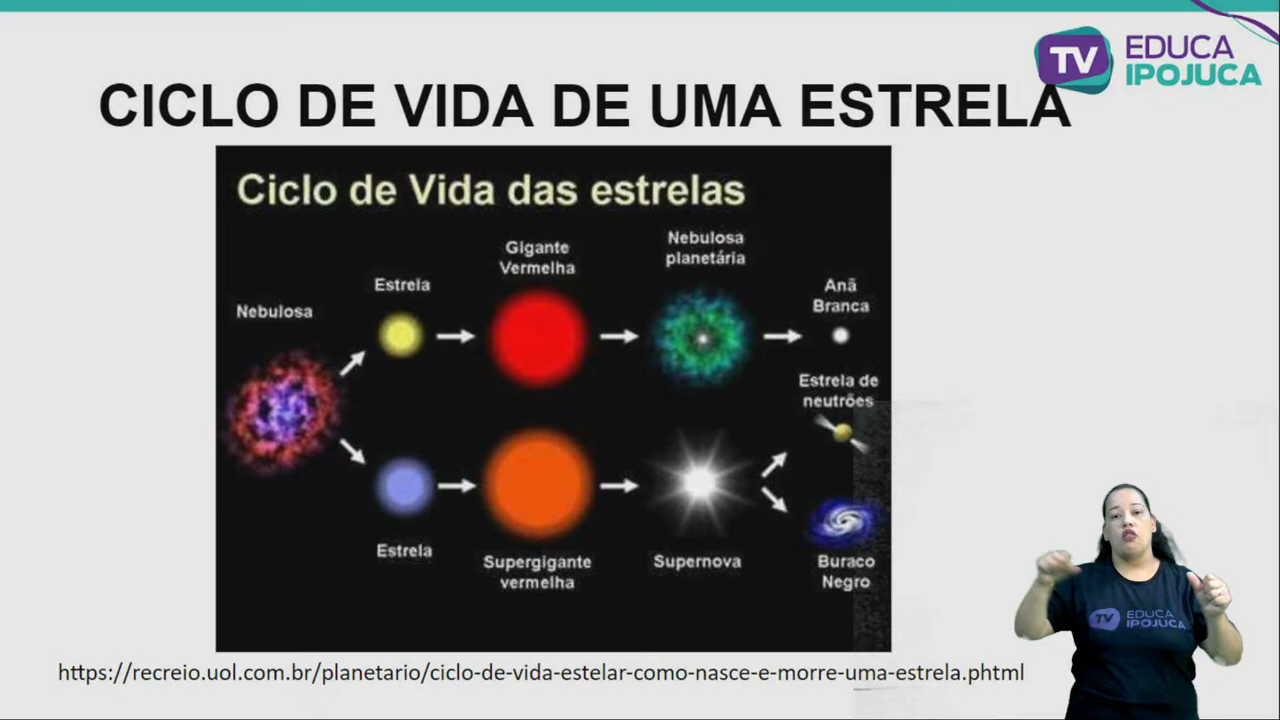 TV EDUCA
IPOJUCA
CICLO DE VIDA DE UMA ESTRELA
Ciclo de Vida das estrelas
Nebulosa
Estrela
Gigante
Vermelha
Nebulosa
planetária
Anã
Branca
Estrela
Supergigante
vermelha
Supernova
Estrela de
neutrões
Buraco
Negro
https://recreio.uol.com.br/planetario/ciclo-de-vida-estelar-como-nasce-e-morre-uma-estrela.phtml
TV EDUCA
IPOJUCA